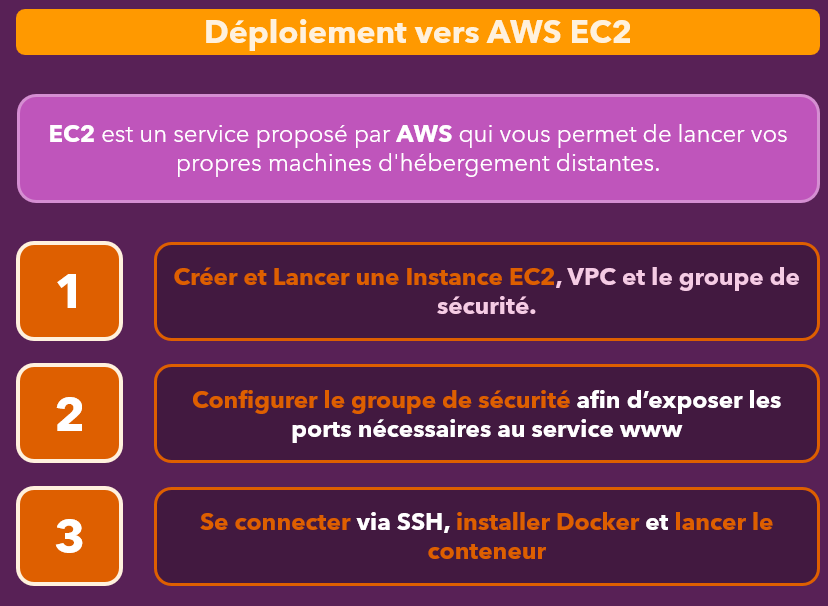 Déploiement vers AWS EC2
EC2 est un service proposé par AWS qui vous permet de lancer vos
propres machines d'hébergement distantes.
1
Créer et Lancer une Instance EC2, VPC et le groupe de
sécurité.
2
Configurer le groupe de sécurité afin d’exposer les
ports nécessaires au service www
3
Se connecter via SSH, installer Docker et lancer le
conteneur